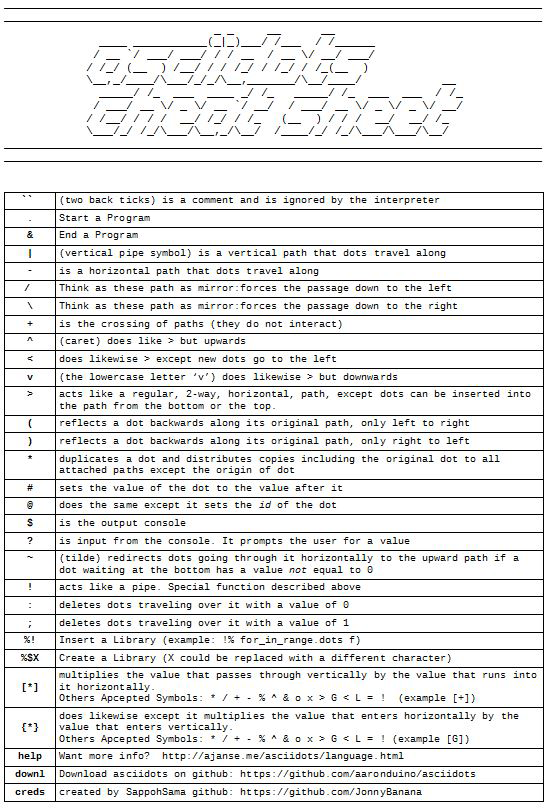 asciidots
cheat sheet
`` (two back ticks) is a comment and is ignored by the interpreter
. Start a Program
& End a Program
| (vertical pipe symbol) is a vertical path that dots travel along
- is a horizontal path that dots travel along
/ Think as these path as mirror:forces the passage down to the left
\ Think as these path as mirror:forces the passage down to the right
+ is the crossing of paths (they do not interact)
^ (caret) does like > but upwards
< does likewise > except new dots go to the left
v (the lowercase letter ‘v’) does likewise > but downwards
> acts like a regular, 2-way, horizontal, path, except dots can be inserted into
the path from the bottom or the top.
( reflects a dot backwards along its original path, only left to right
) reflects a dot backwards along its original path, only right to left
* duplicates a dot and distributes copies including the original dot to all
attached paths except the origin of dot
# sets the value of the dot to the value after it
@ does the same except it sets the id of the dot
$ is the output console
? is input from the console. It prompts the user for a value
~ (tilde) redirects dots going through it horizontally to the upward path if a
dot waiting at the bottom has a value not equal to 0
! acts like a pipe. Special function described above
: deletes dots traveling over it with a value of 0
; deletes dots traveling over it with a value of 1
%! Insert a Library (example: !% for_in_range.dots f)
%$X Create a Library (X could be replaced with a different character)
[*] multiplies the value that passes through vertically by the value that runs into
it horizontally.
Others Apcepted Symbols: * / + - % ^ & o x > G < L = ! (example [+])
{*} does likewise except it multiplies the value that enters horizontally by the
value that enters vertically.
Others Apcepted Symbols: * / + - % ^ & o x > G < L = ! (example [G])
help Want more info? http://ajanse.me/asciidots/language.html
downl Download asciidots on github: https://github.com/aaronduino/asciidots
creds created by SappohSama on github: https://github.com/JonnyBanana